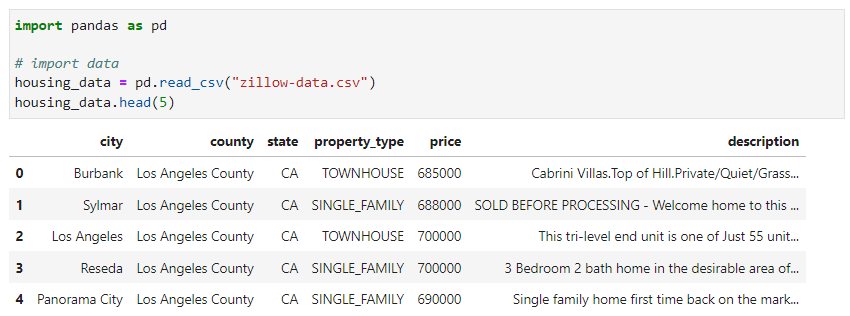 import pandas as pd
# import data
housing_data = pd.read_csv("zillow-data.csv")
housing_data.head(5)
city county state property_type price description
0 Burbank Los Angeles County CA TOWNHOUSE 685000 Cabrini Villas.Top of Hill.Private/Quiet/Grass...
1 Sylmar Los Angeles County CA SINGLE_FAMILY 688000 SOLD BEFORE PROCESSING - Welcome home to this ...
2 Los Angeles Los Angeles County CA TOWNHOUSE 700000 This tri-level end unit is one of Just 55 unit...
3 Reseda Los Angeles County CA SINGLE_FAMILY 700000 3 Bedroom 2 bath home in the desirable area of...
4 Panorama City Los Angeles County CA SINGLE_FAMILY 690000 Single family home first time back on the mark...